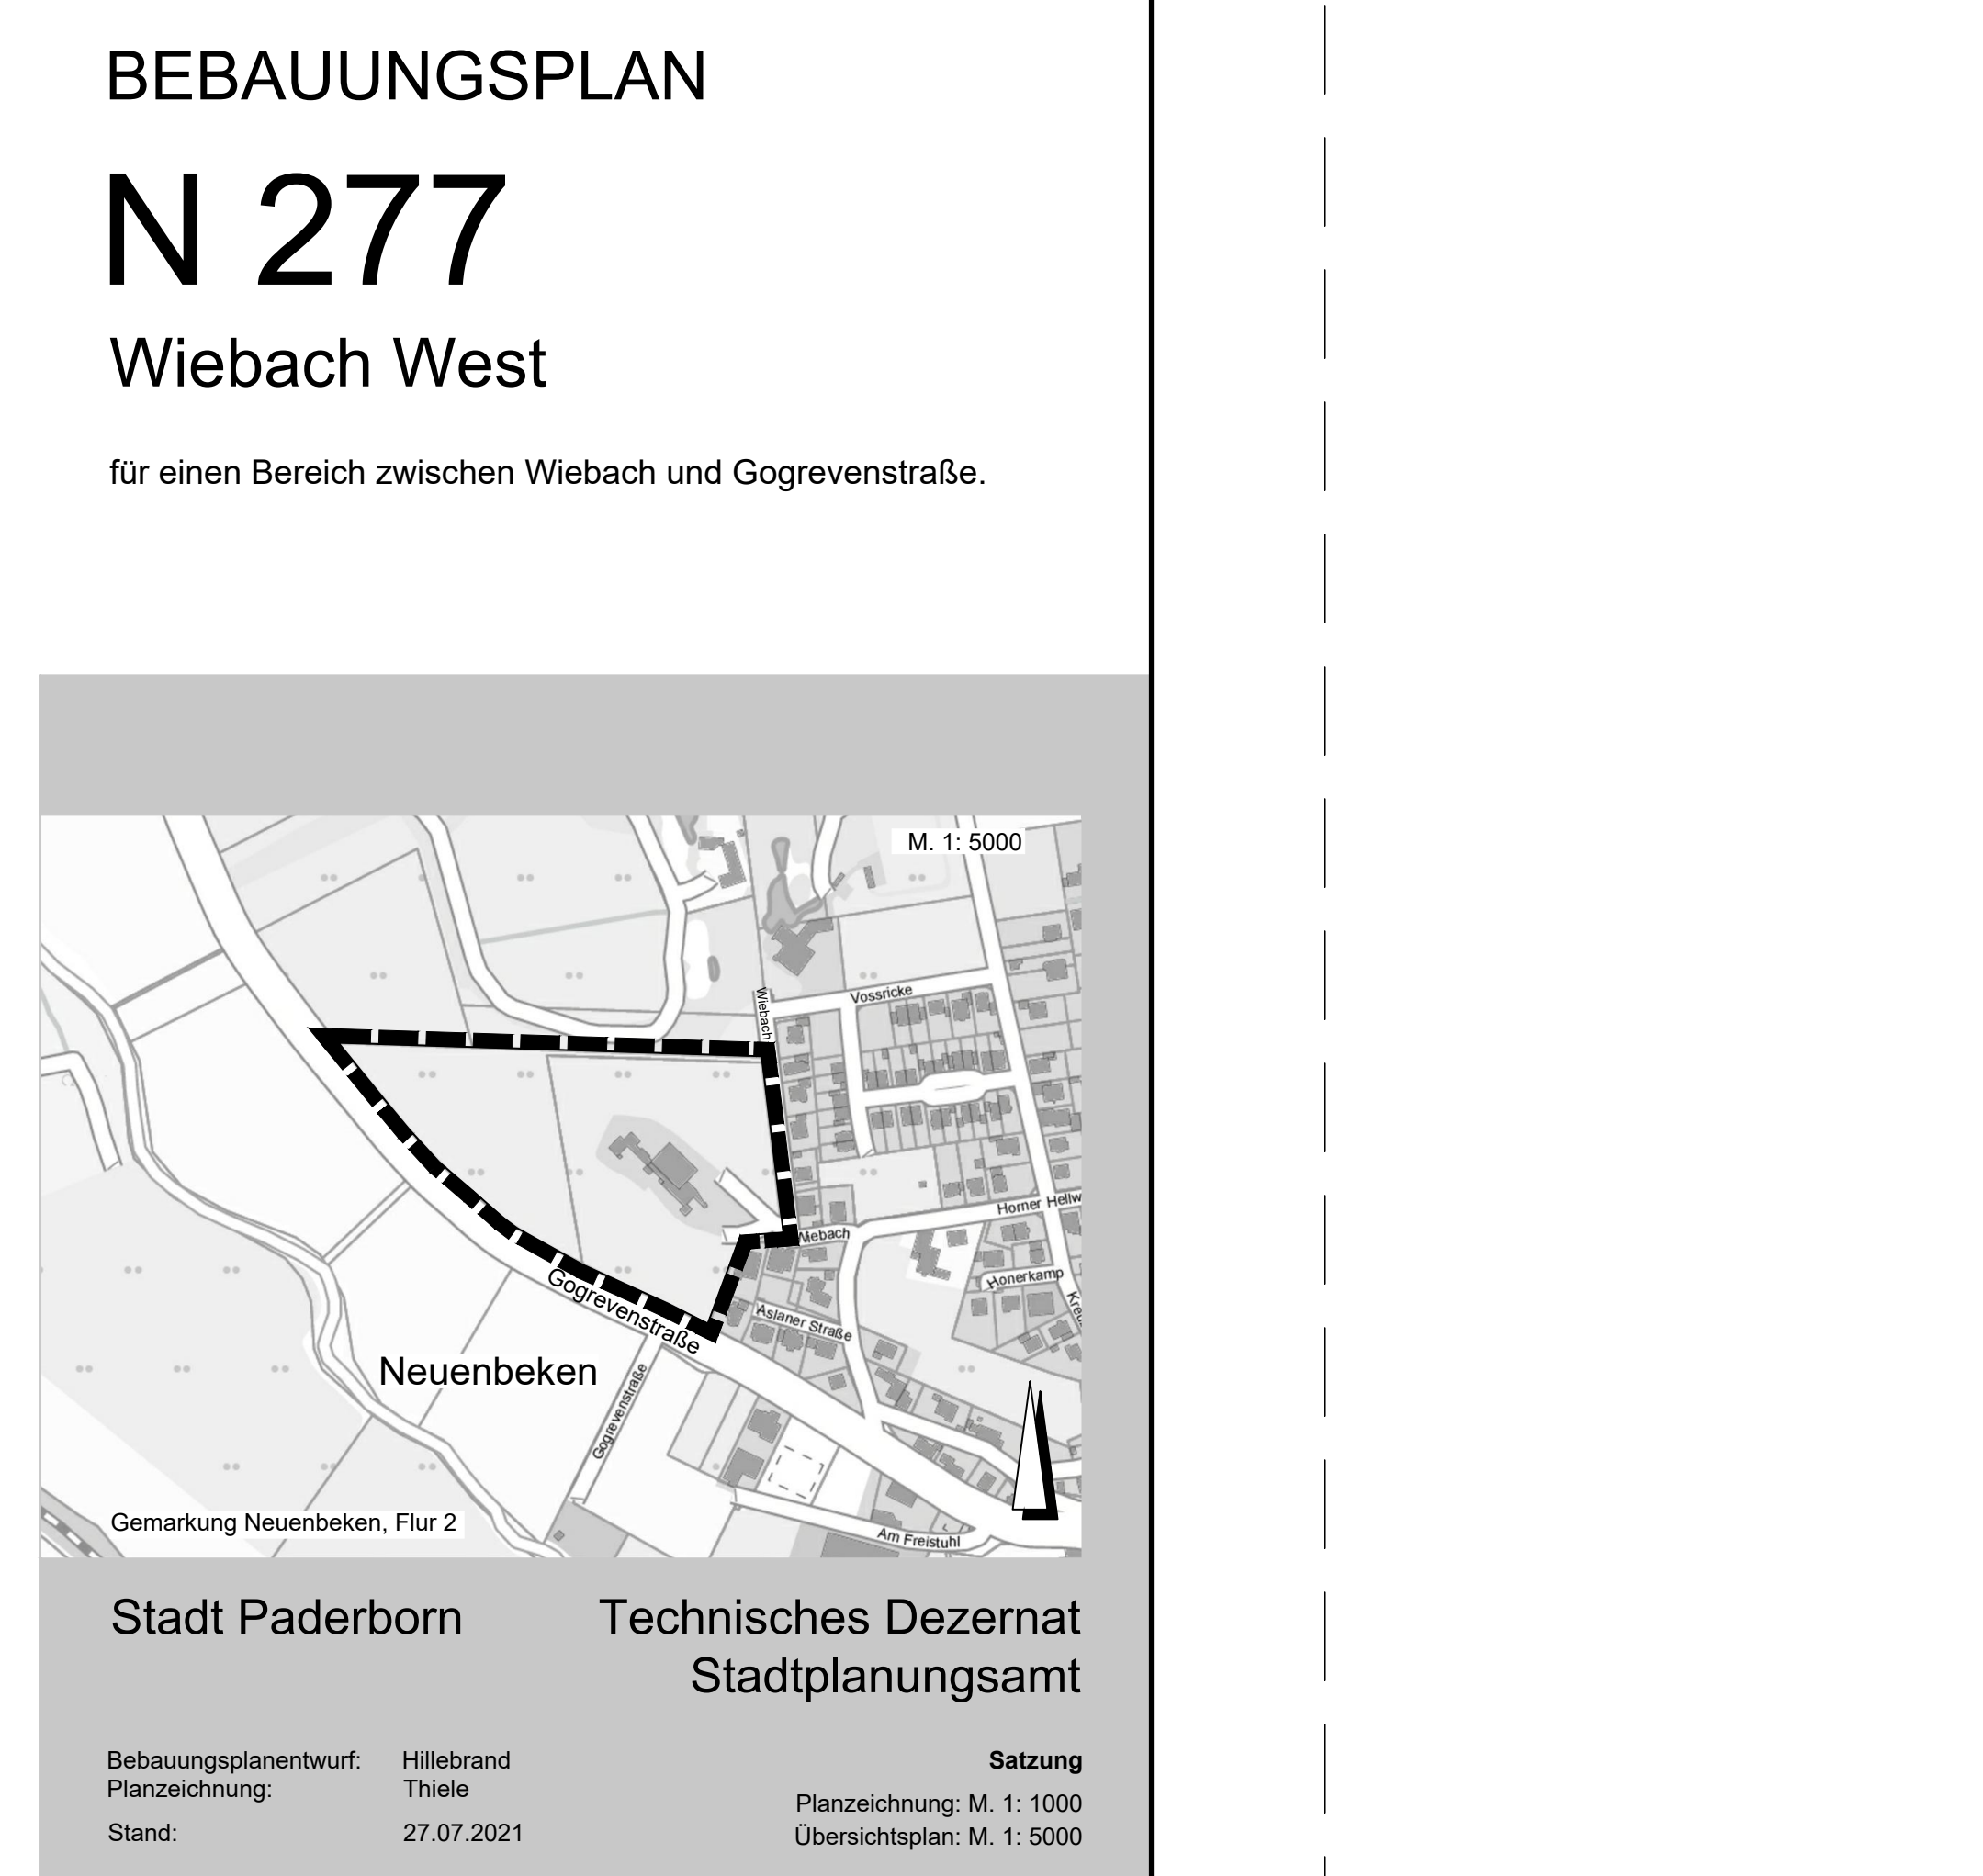 BEBAUUNGSPLAN
N 277
Wiebach West
für einen Bereich zwischen Wiebach und Gogrevenstraße.
M. 1: 5000
Wiebach
Vossricke
Horner Hellw
Wiebach
Honerkamp
Aslaner Straße
Gogrevenstraße
Neuenbeken
Gogrevenstraße
Gemarkung Neuenbeken, Flur 2
Am Freistuhl
Stadt Paderborn
Technisches Dezernat
Stadtplanungsamt
Bebauungsplanentwurf: Hillebrand
Planzeichnung: Thiele
Stand: 27.07.2021
Satzung
Planzeichnung: M. 1: 1000
Übersichtsplan: M. 1: 5000